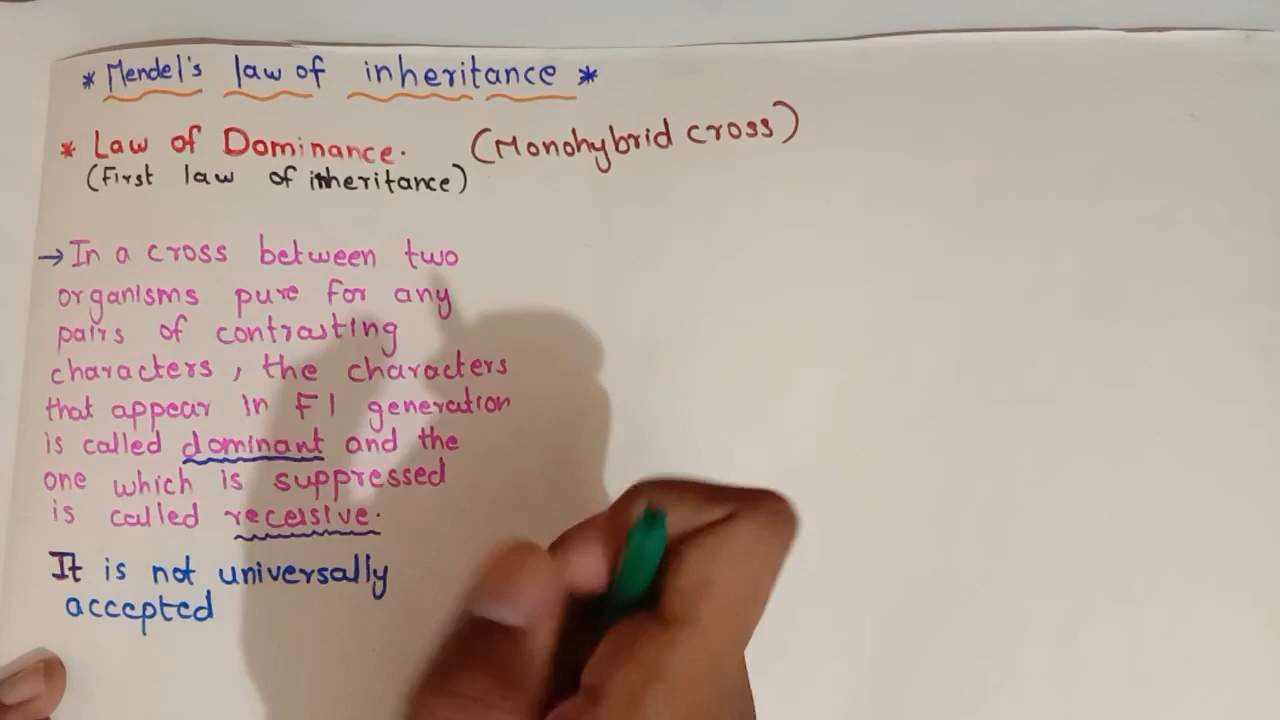 * Mendel's law of inheritance *
* Law of Dominance. (Monohybrid cross)
(First law of inheritance)
→ In a cross between two
organisms pure for any
pairs of contrasting
characters, the characters
that appear in F1 generation
is called dominant and the
one which is suppressed
is called recessive.
It is not universally
accepted